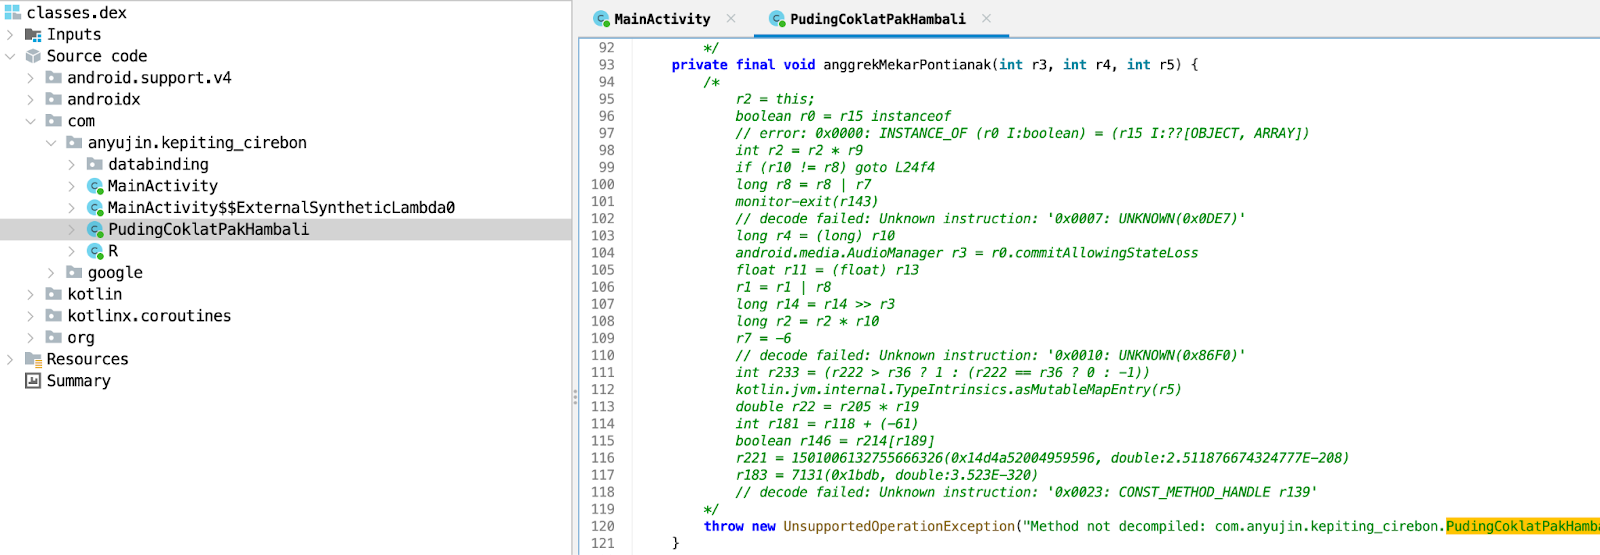 classes.dex
Inputs
Source code
android.support.v4
androidx
com
anyujin.kepiting_cirebon
databinding
MainActivity
MainActivity$$ExternalSyntheticLambda0
PudingCoklatPakHambali
R
google
kotlin
kotlinx.coroutines
org
Resources
Summary
MainActivity × PudingCoklatPakHambali ×
92 */
93 private final void anggrekMekarPontianak(int r3, int r4, int r5) {
94 /*
95 r2 = this;
96 boolean r0 = r15 instanceof
97 // error: 0x0000: INSTANCE_OF (r0 I:boolean) = (r15 I:??[OBJECT, ARRAY])
98 int r2 = r2 * r9
99 if (r10 != r8) goto L24f4
100 long r8 = r8 | r7
101 monitor-exit(r143)
102 // decode failed: Unknown instruction: '0x0007: UNKNOWN(0x0DE7)'
103 long r4 = (long) r10
104 android.media.AudioManager r3 = r0.commitAllowingStateLoss
105 float r11 = (float) r13
106 r1 = r1 | r8
107 long r14 = r14 >> r3
108 long r2 = r2 * r10
109 r7 = -6
110 // decode failed: Unknown instruction: '0x0010: UNKNOWN(0x86F0)'
111 int r233 = (r222 > r36 ? 1 : (r222 == r36 ? 0 : -1))
112 kotlin.jvm.internal.TypeIntrinsics.asMutableMapEntry(r5)
113 double r22 = r205 * r19
114 int r181 = r118 + (-61)
115 boolean r146 = r214[r189]
116 r221 = 1501006132755666326(0x14d4a52004959596, double:2.511876674324777E-208)
117 r183 = 7131(0x1bdb, double:3.523E-320)
118 // decode failed: Unknown instruction: '0x0023: CONST_METHOD_HANDLE r139'
119 */
120 throw new UnsupportedOperationException("Method not decompiled: com.anyujin.kepiting_cirebon.PudingCoklatPakHamba
121 }